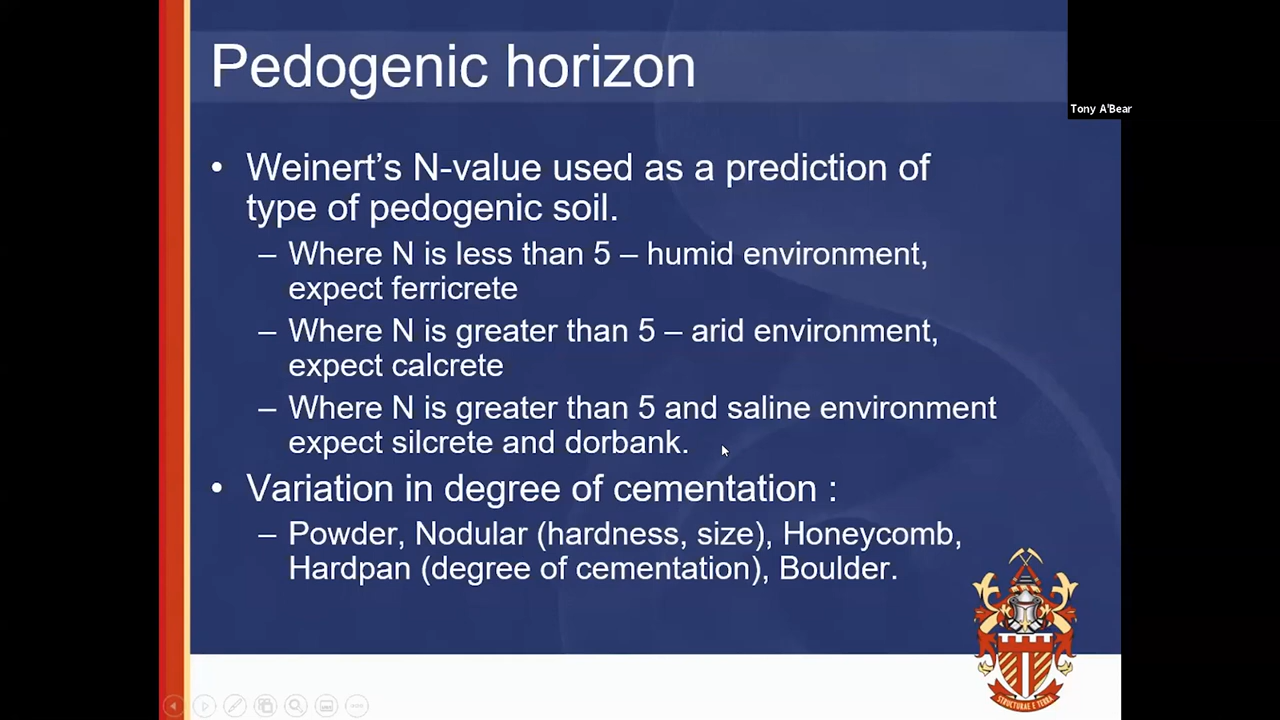 Pedogenic horizon
Tony A'Bear
• Weinert’s N-value used as a prediction of
type of pedogenic soil.
– Where N is less than 5 – humid environment,
expect ferricrete
– Where N is greater than 5 – arid environment,
expect calcrete
– Where N is greater than 5 and saline environment
expect silcrete and dorbank.
• Variation in degree of cementation :
– Powder, Nodular (hardness, size), Honeycomb,
Hardpan (degree of cementation), Boulder.
STRUCTURAE E TERRA